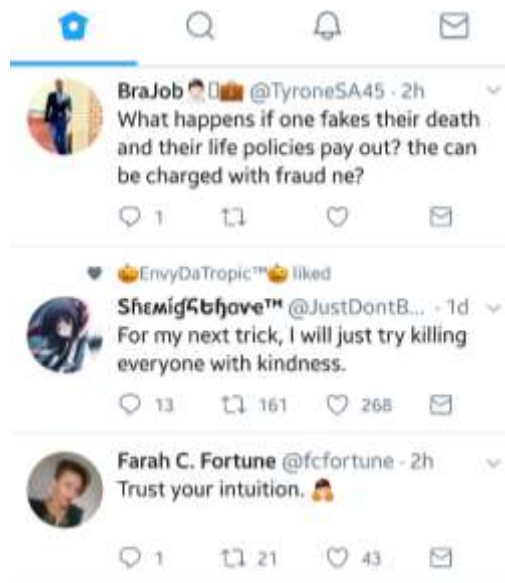 BraJob @TyroneSA45 · 2h
What happens if one fakes their death
and their life policies pay out? the can
be charged with fraud ne?
1
🎃EnvyDaTropic™🎃 liked
@JustDontB... · 1d
For my next trick, I will just try killing
everyone with kindness.
13 161 268
Farah C. Fortune @fcfortune · 2h
Trust your intuition. 🙏
1 21 43